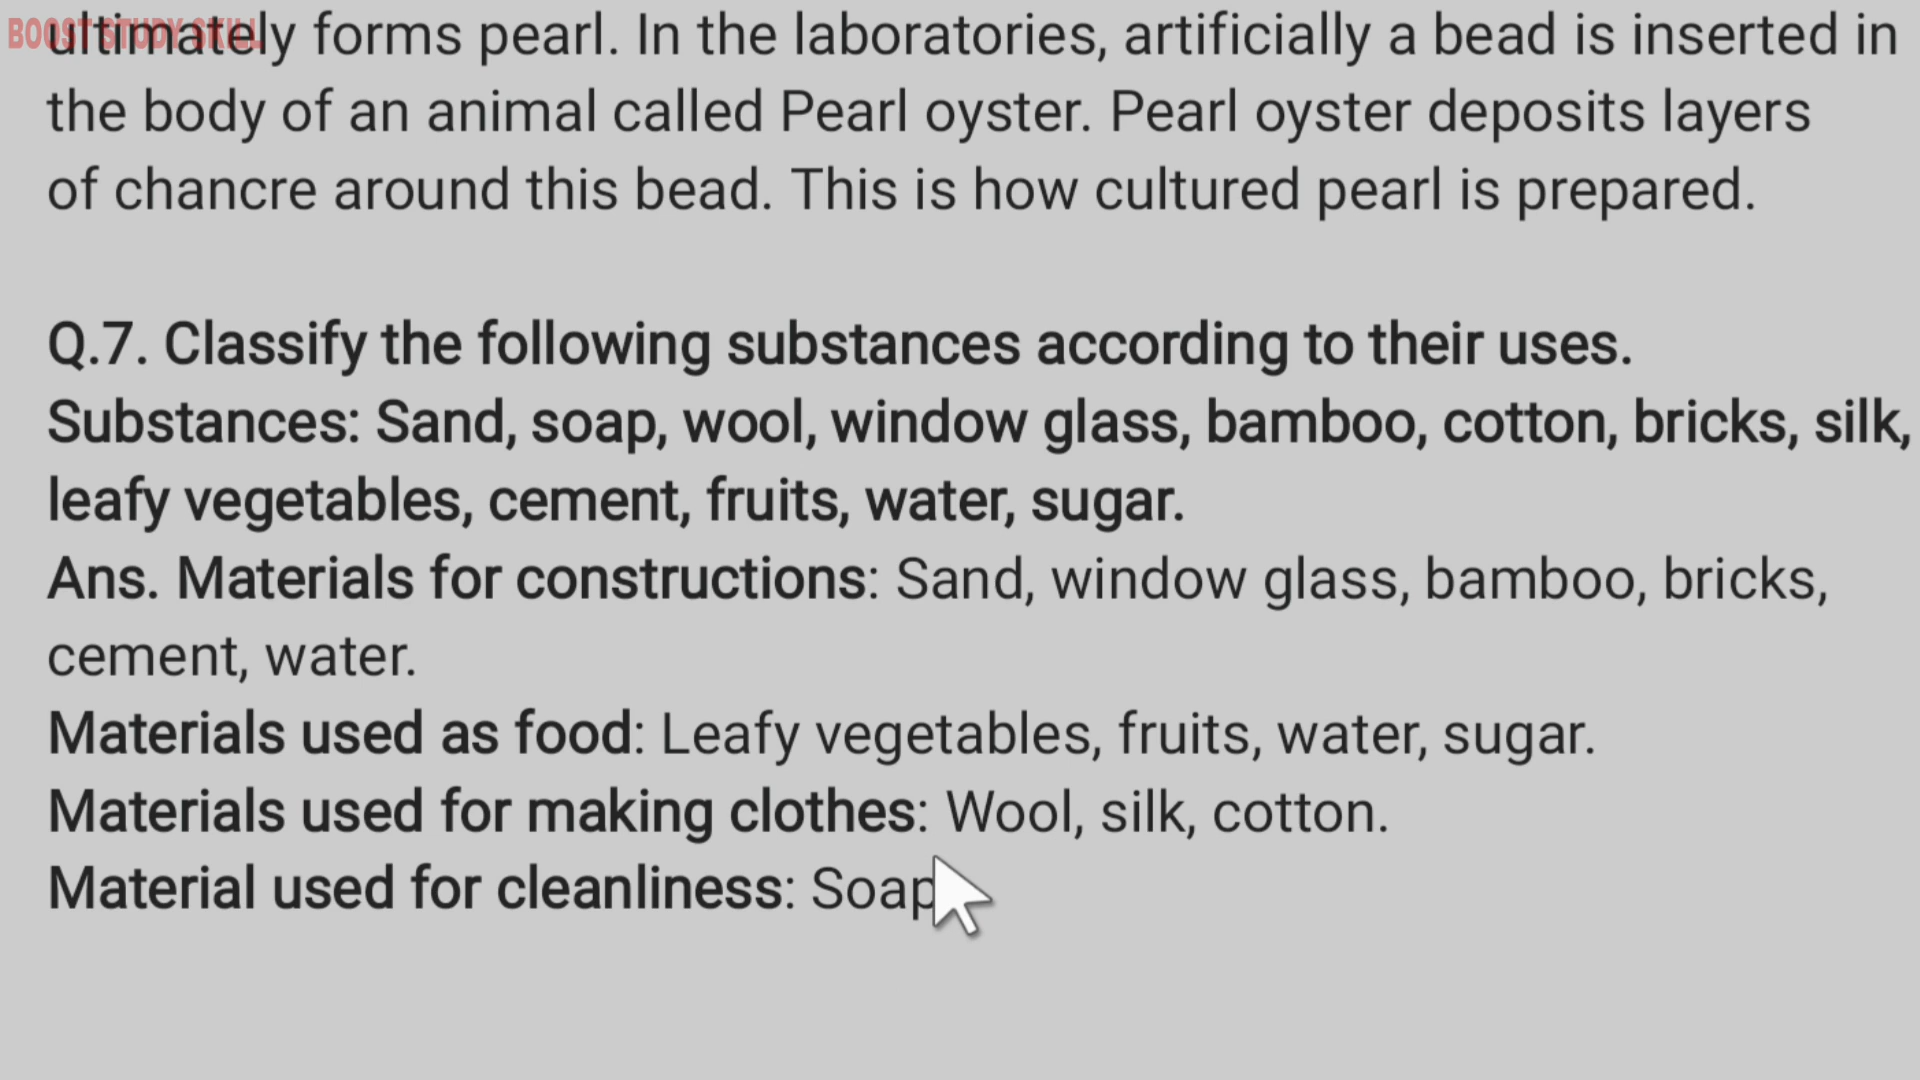 BOOST STUDY SKILL
ultimately forms pearl. In the laboratories, artificially a bead is inserted in
the body of an animal called Pearl oyster. Pearl oyster deposits layers
of chancre around this bead. This is how cultured pearl is prepared.
Q.7. Classify the following substances according to their uses.
Substances: Sand, soap, wool, window glass, bamboo, cotton, bricks, silk,
leafy vegetables, cement, fruits, water, sugar.
Ans. Materials for constructions: Sand, window glass, bamboo, bricks,
cement, water.
Materials used as food: Leafy vegetables, fruits, water, sugar.
Materials used for making clothes: Wool, silk, cotton.
Material used for cleanliness: Soap